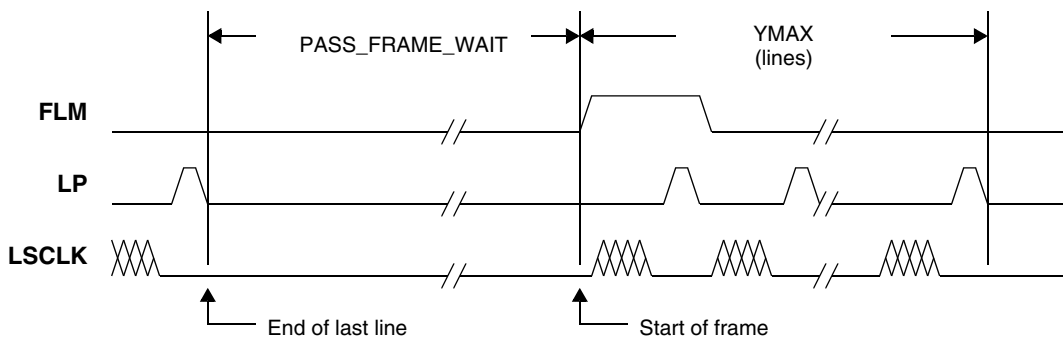 PASS_FRAME_WAIT
YMAX
(lines)
FLM
LP
LSCLK
End of last line
Start of frame